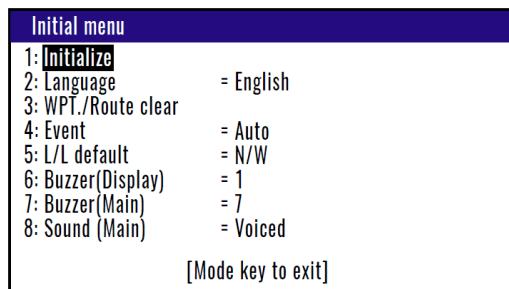 Initial menu
1: Initialize
2: Language = English
3: WPT./Route clear
4: Event = Auto
5: L/L default = N/W
6: Buzzer(Display) = 1
7: Buzzer(Main) = 7
8: Sound (Main) = Voiced
[Mode key to exit]